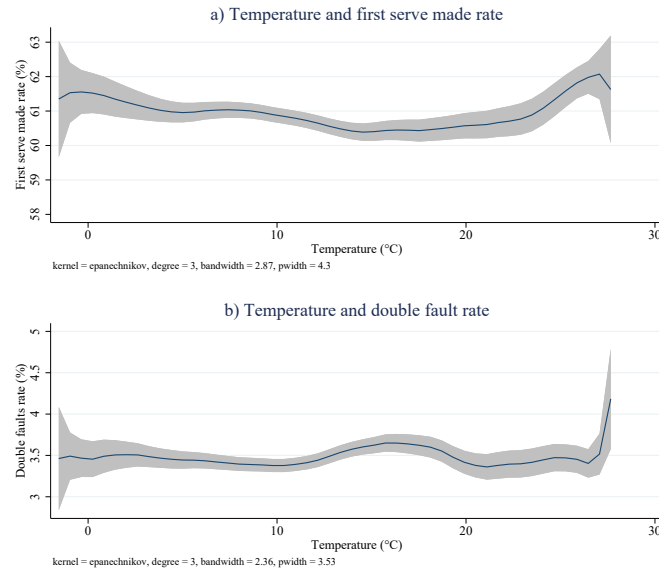 a) Temperature and first serve made rate
First serve made rate (%)
63
62
61
60
59
58
0 10 20 30
Temperature (°C)
kernel = epanechnikov, degree = 3, bandwidth = 2.87, pwidth = 4.3
b) Temperature and double fault rate
Double faults rate (%)
5
4.5
4
3.5
3
0 10 20 30
Temperature (°C)
kernel = epanechnikov, degree = 3, bandwidth = 2.36, pwidth = 3.53